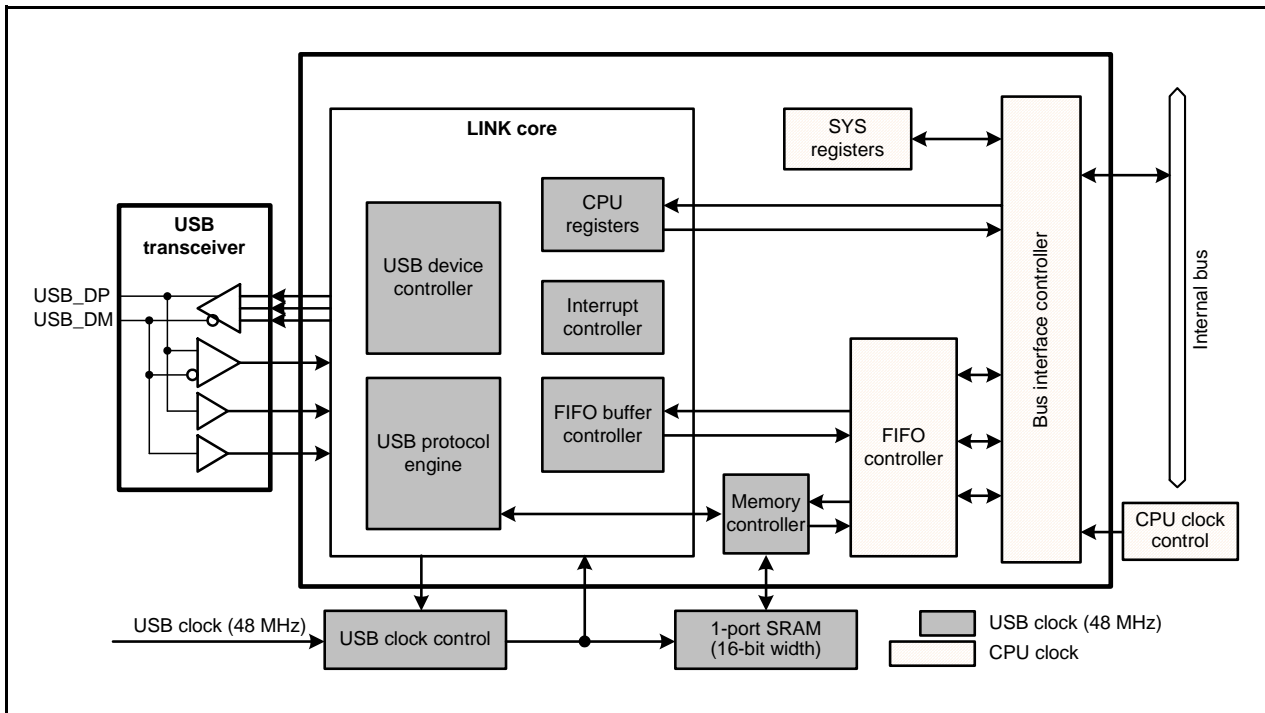 LINK core
SYS
registers
CPU
registers
USB
transceiver
USB device
controller
Interrupt
controller
USB_DP
USB_DM
Bus interface controller
Internal bus
USB protocol
engine
FIFO buffer
controller
FIFO
controller
Memory
controller
CPU clock
control
USB clock (48 MHz)
USB clock control
1-port SRAM
(16-bit width)
USB clock (48 MHz)
CPU clock